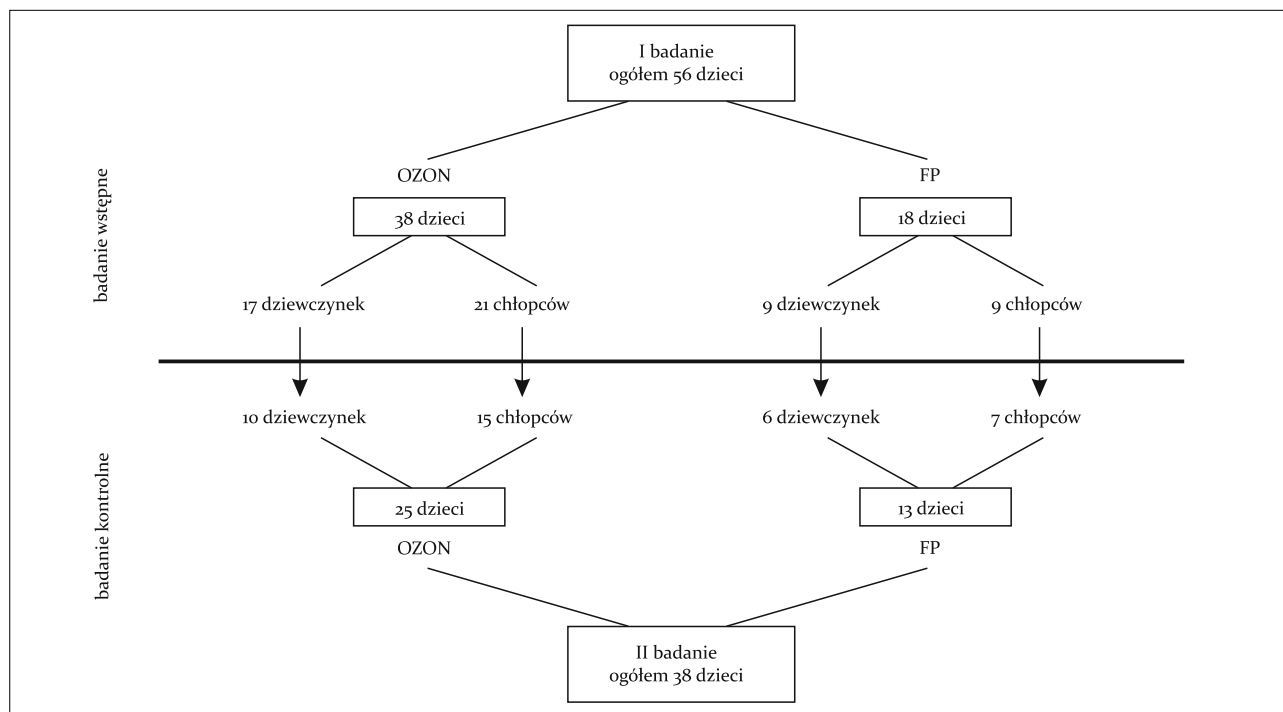 I badanie
ogółem 56 dzieci
OZON
FP
38 dzieci
18 dzieci
badanie wstępne
17 dziewczynek
21 chłopców
9 dziewczynek
9 chłopców
10 dziewczynek
15 chłopców
6 dziewczynek
7 chłopców
badanie kontrolne
25 dzieci
13 dzieci
OZON
FP
II badanie
ogółem 38 dzieci